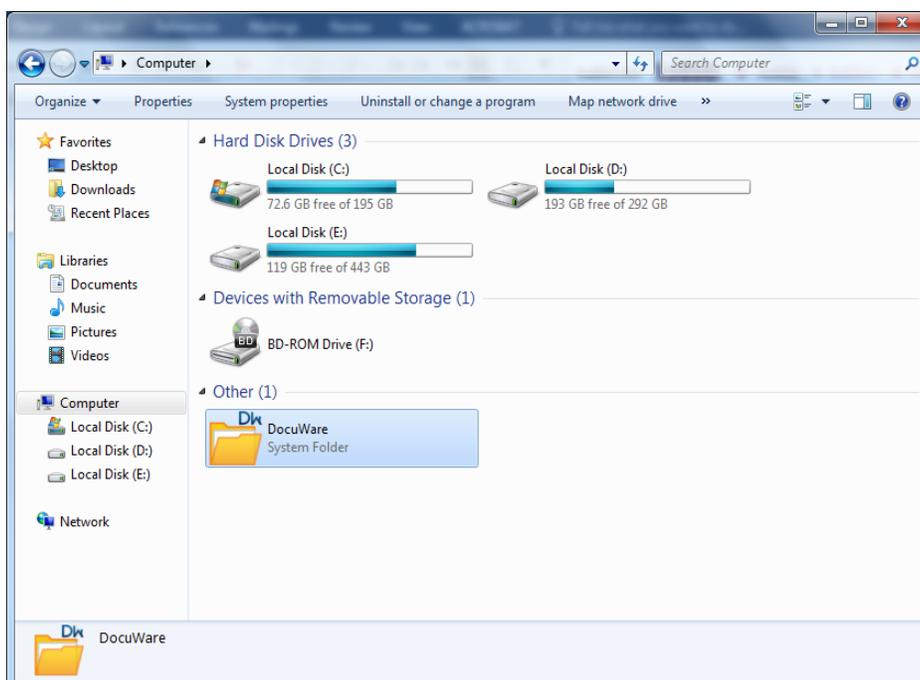 Computer
Search Computer
Organize
Properties
System properties
Uninstall or change a program
Map network drive
»
Favorites
Desktop
Downloads
Recent Places
Libraries
Documents
Music
Pictures
Videos
Computer
Local Disk (C:)
Local Disk (D:)
Local Disk (E:)
Network
Hard Disk Drives (3)
Local Disk (C:)
72.6 GB free of 195 GB
Local Disk (D:)
193 GB free of 292 GB
Local Disk (E:)
119 GB free of 443 GB
Devices with Removable Storage (1)
BD
BD-ROM Drive (F:)
Other (1)
DW
DocuWare
System Folder
DW
DocuWare